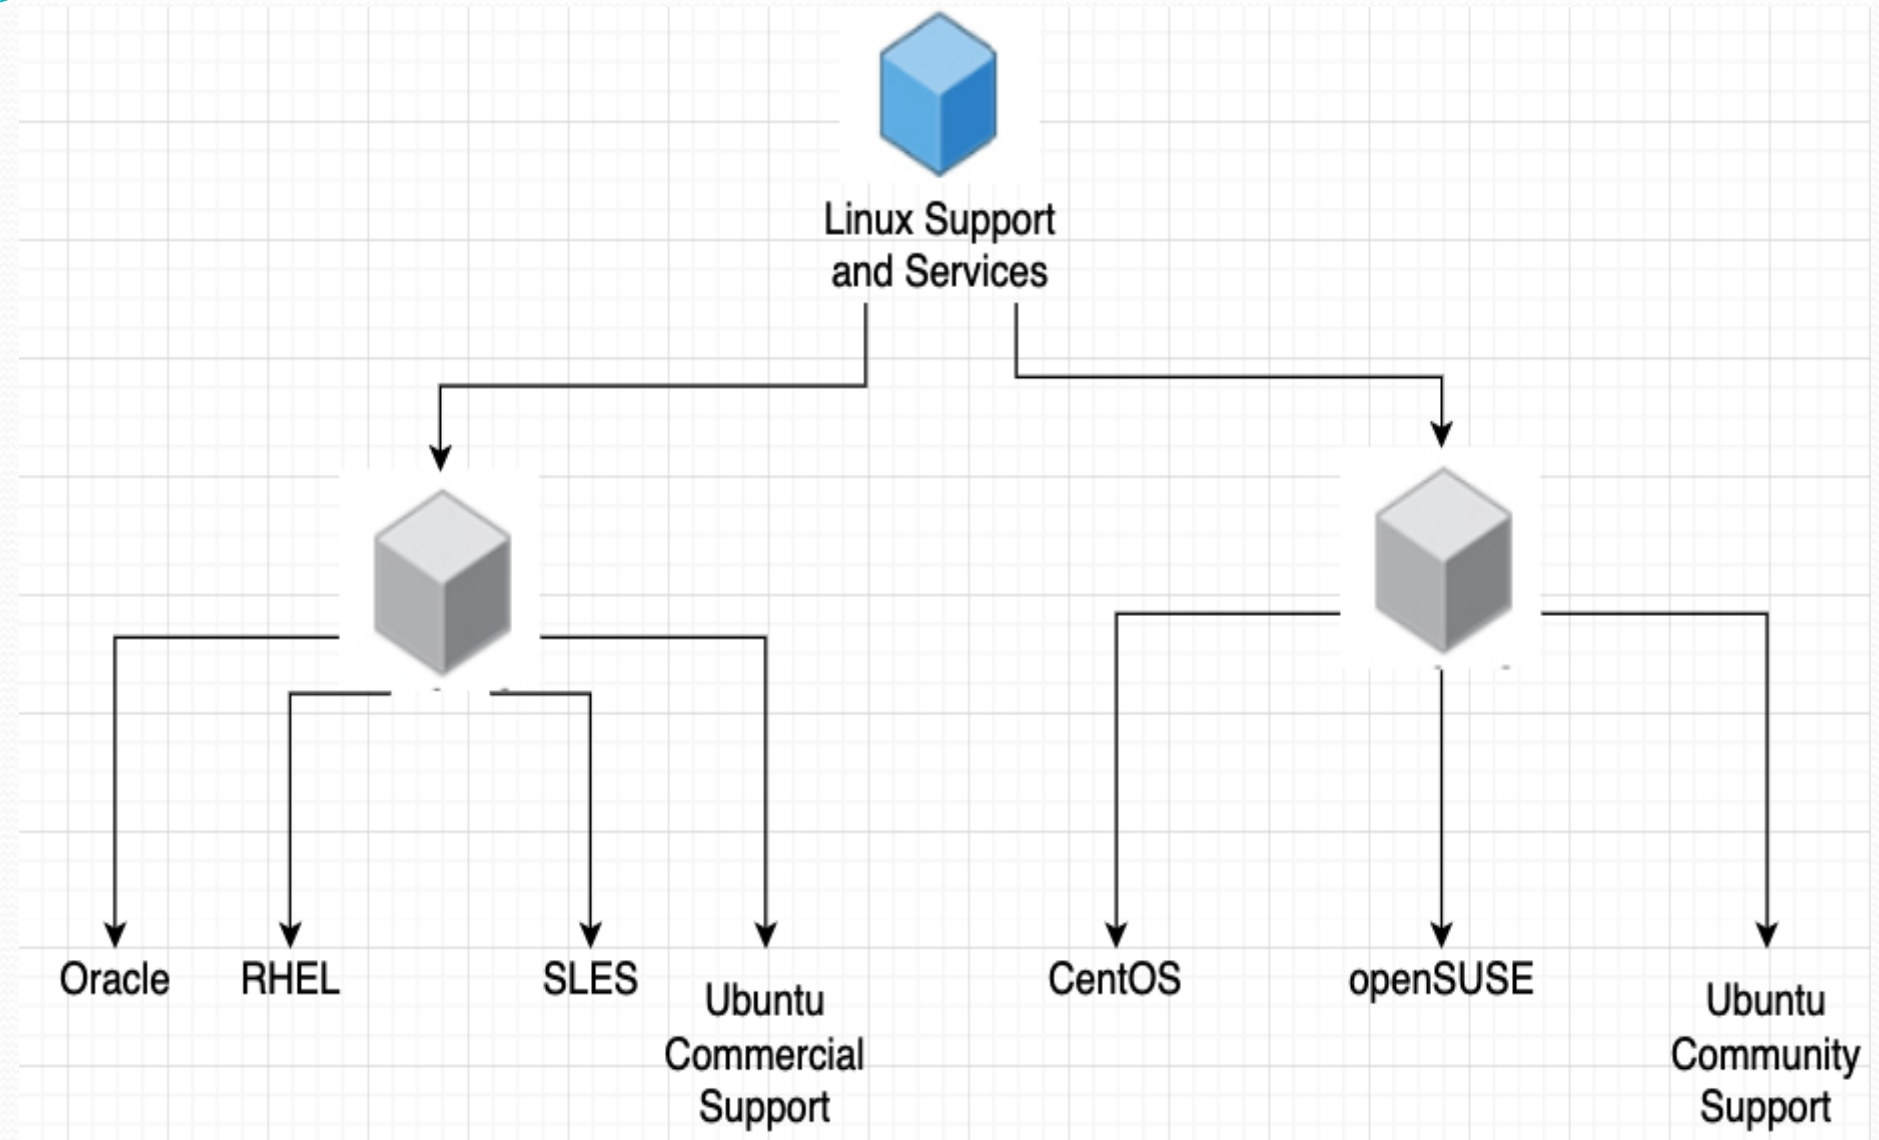 Linux Support
and Services
Oracle
RHEL
SLES
Ubuntu
Commercial
Support
CentOS
openSUSE
Ubuntu
Community
Support